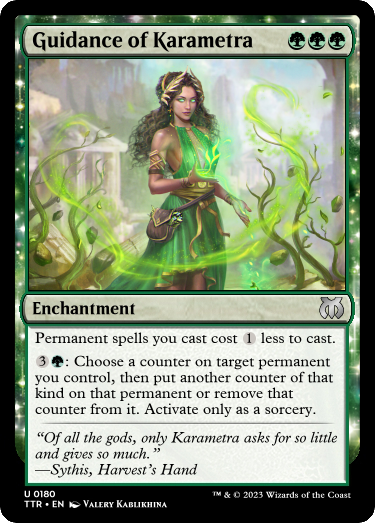 Guidance of Karametra
Enchantment
Permanent spells you cast cost 1 less to cast.
3: Choose a counter on target permanent
you control, then put another counter of that
kind on that permanent or remove that
counter from it. Activate only as a sorcery.
“Of all the gods, only Karametra asks for so little
and gives so much.”
—Sythis, Harvest’s Hand
U 0180
TTR • EN VALERY KABLIKHINA
™ & © 2023 Wizards of the Coast